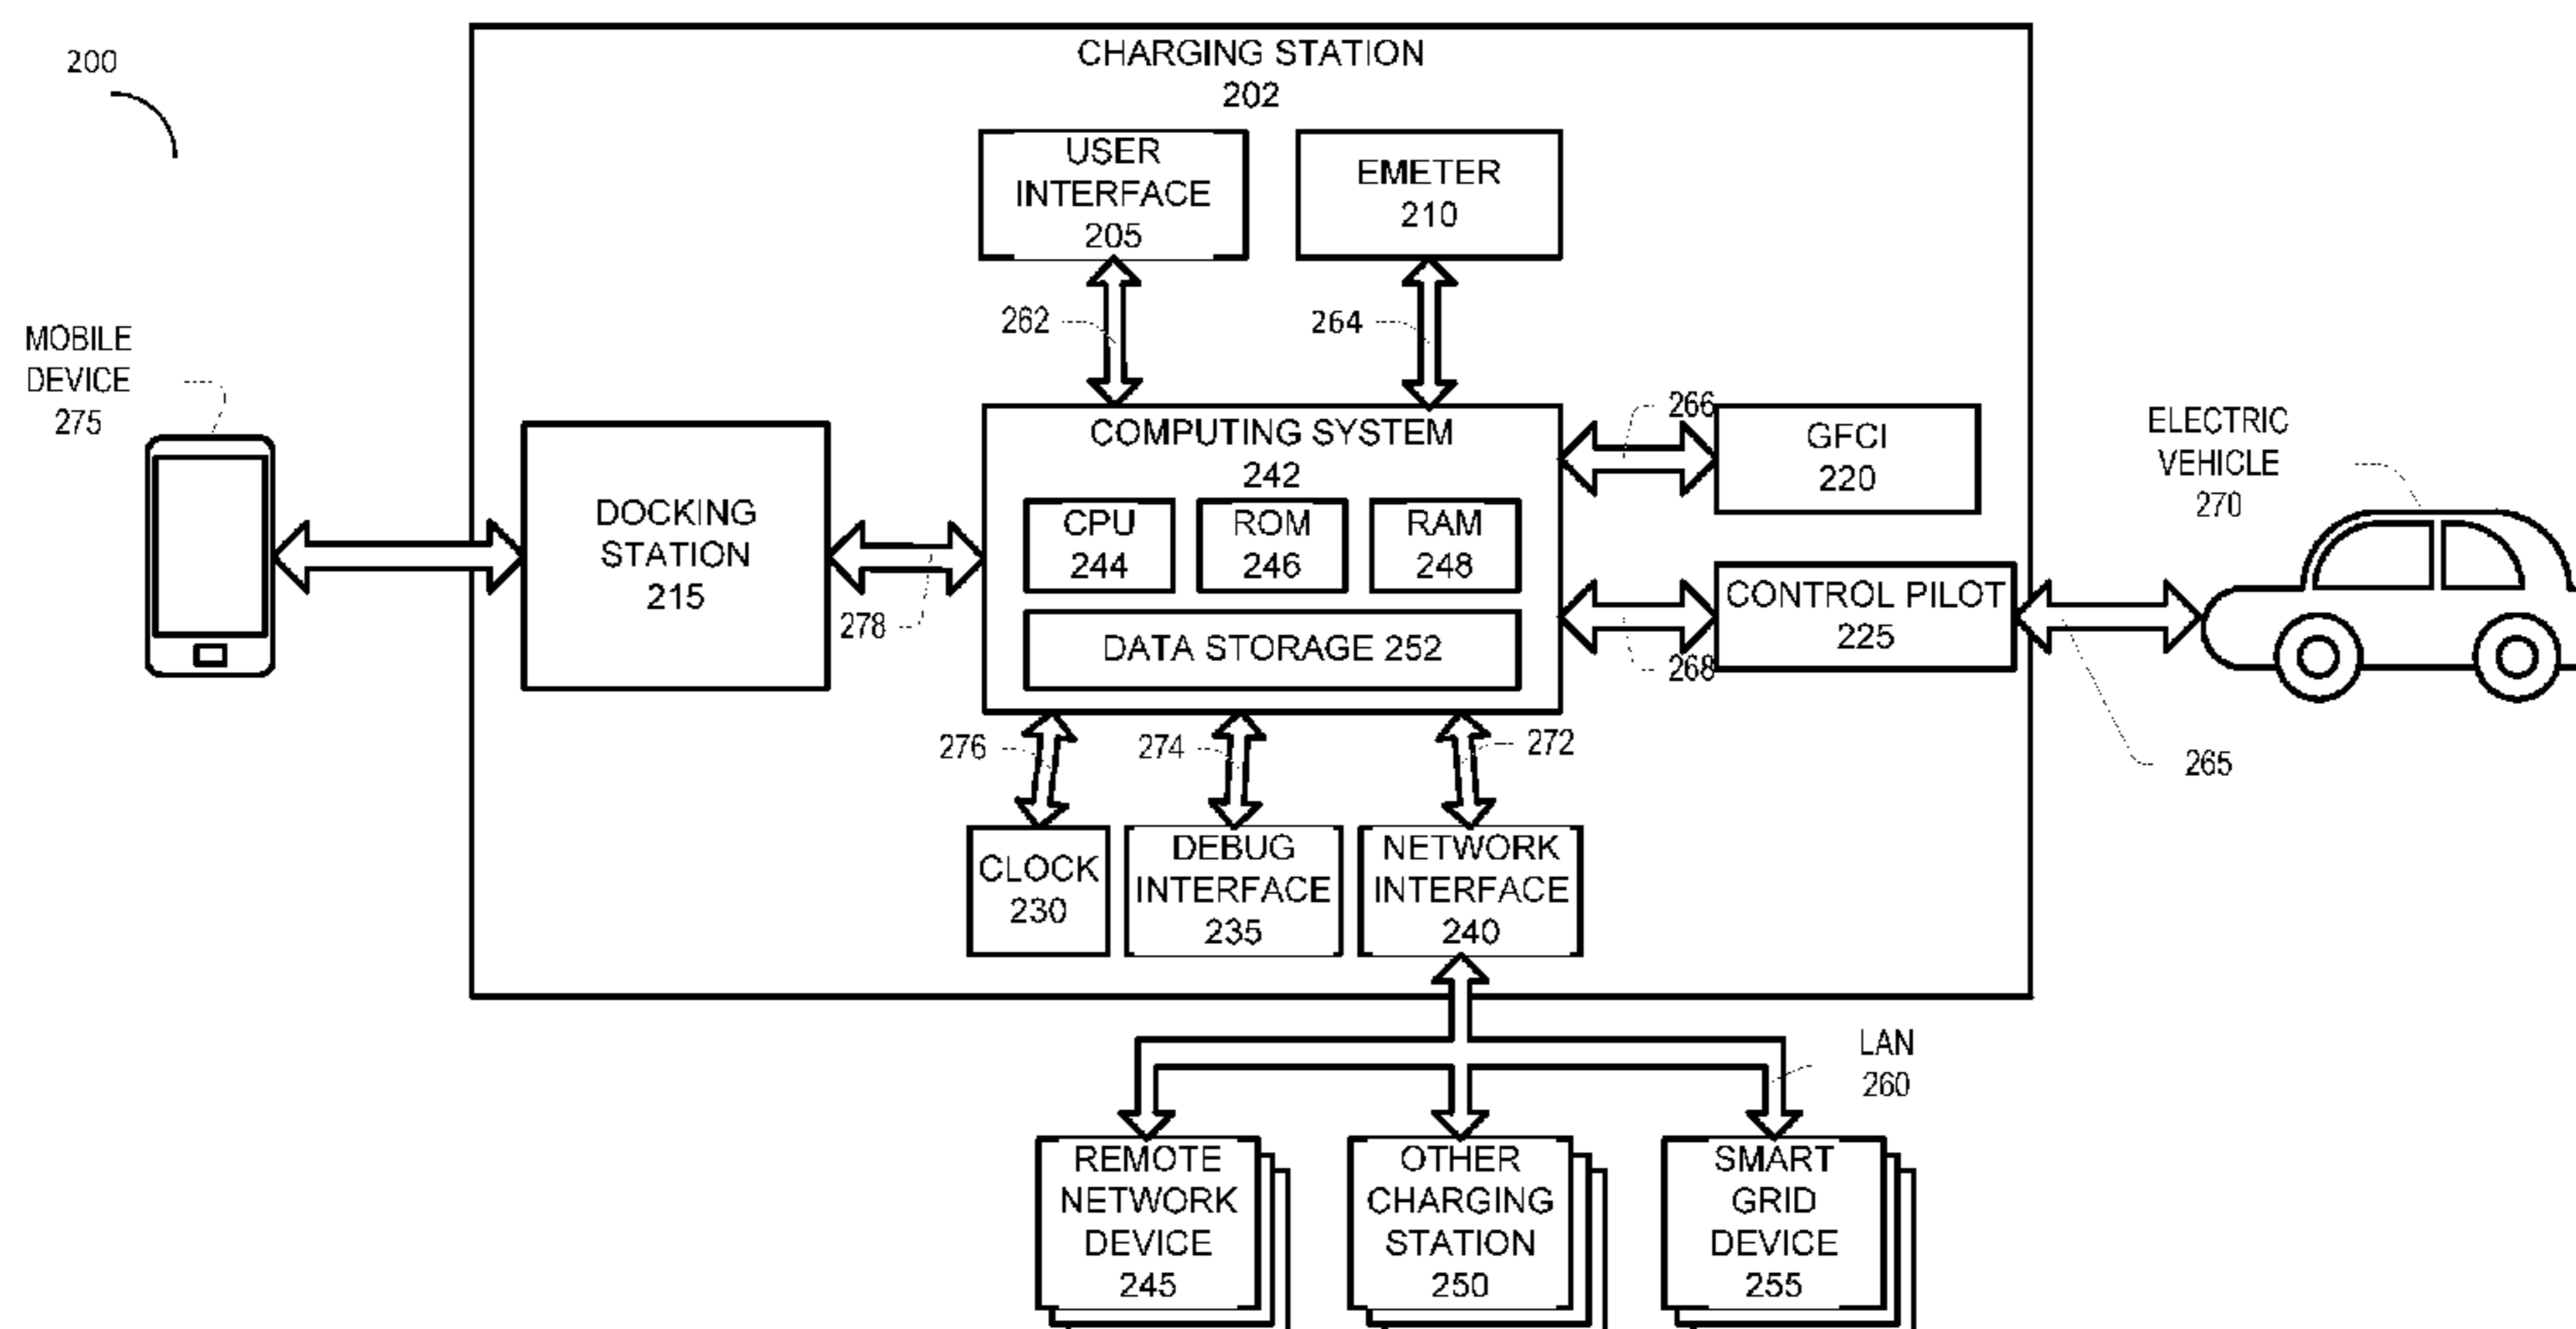 200
CHARGING STATION
202
USER
INTERFACE
205
EMETER
210
262
264
MOBILE
DEVICE
275
DOCKING
STATION
215
278
COMPUTING SYSTEM
242
CPU
244
ROM
246
RAM
248
DATA STORAGE 252
266
GFCI
220
268
CONTROL PILOT
225
ELECTRIC
VEHICLE
270
265
276
274
272
CLOCK
230
DEBUG
INTERFACE
235
NETWORK
INTERFACE
240
LAN
260
REMOTE
NETWORK
DEVICE
245
OTHER
CHARGING
STATION
250
SMART
GRID
DEVICE
255